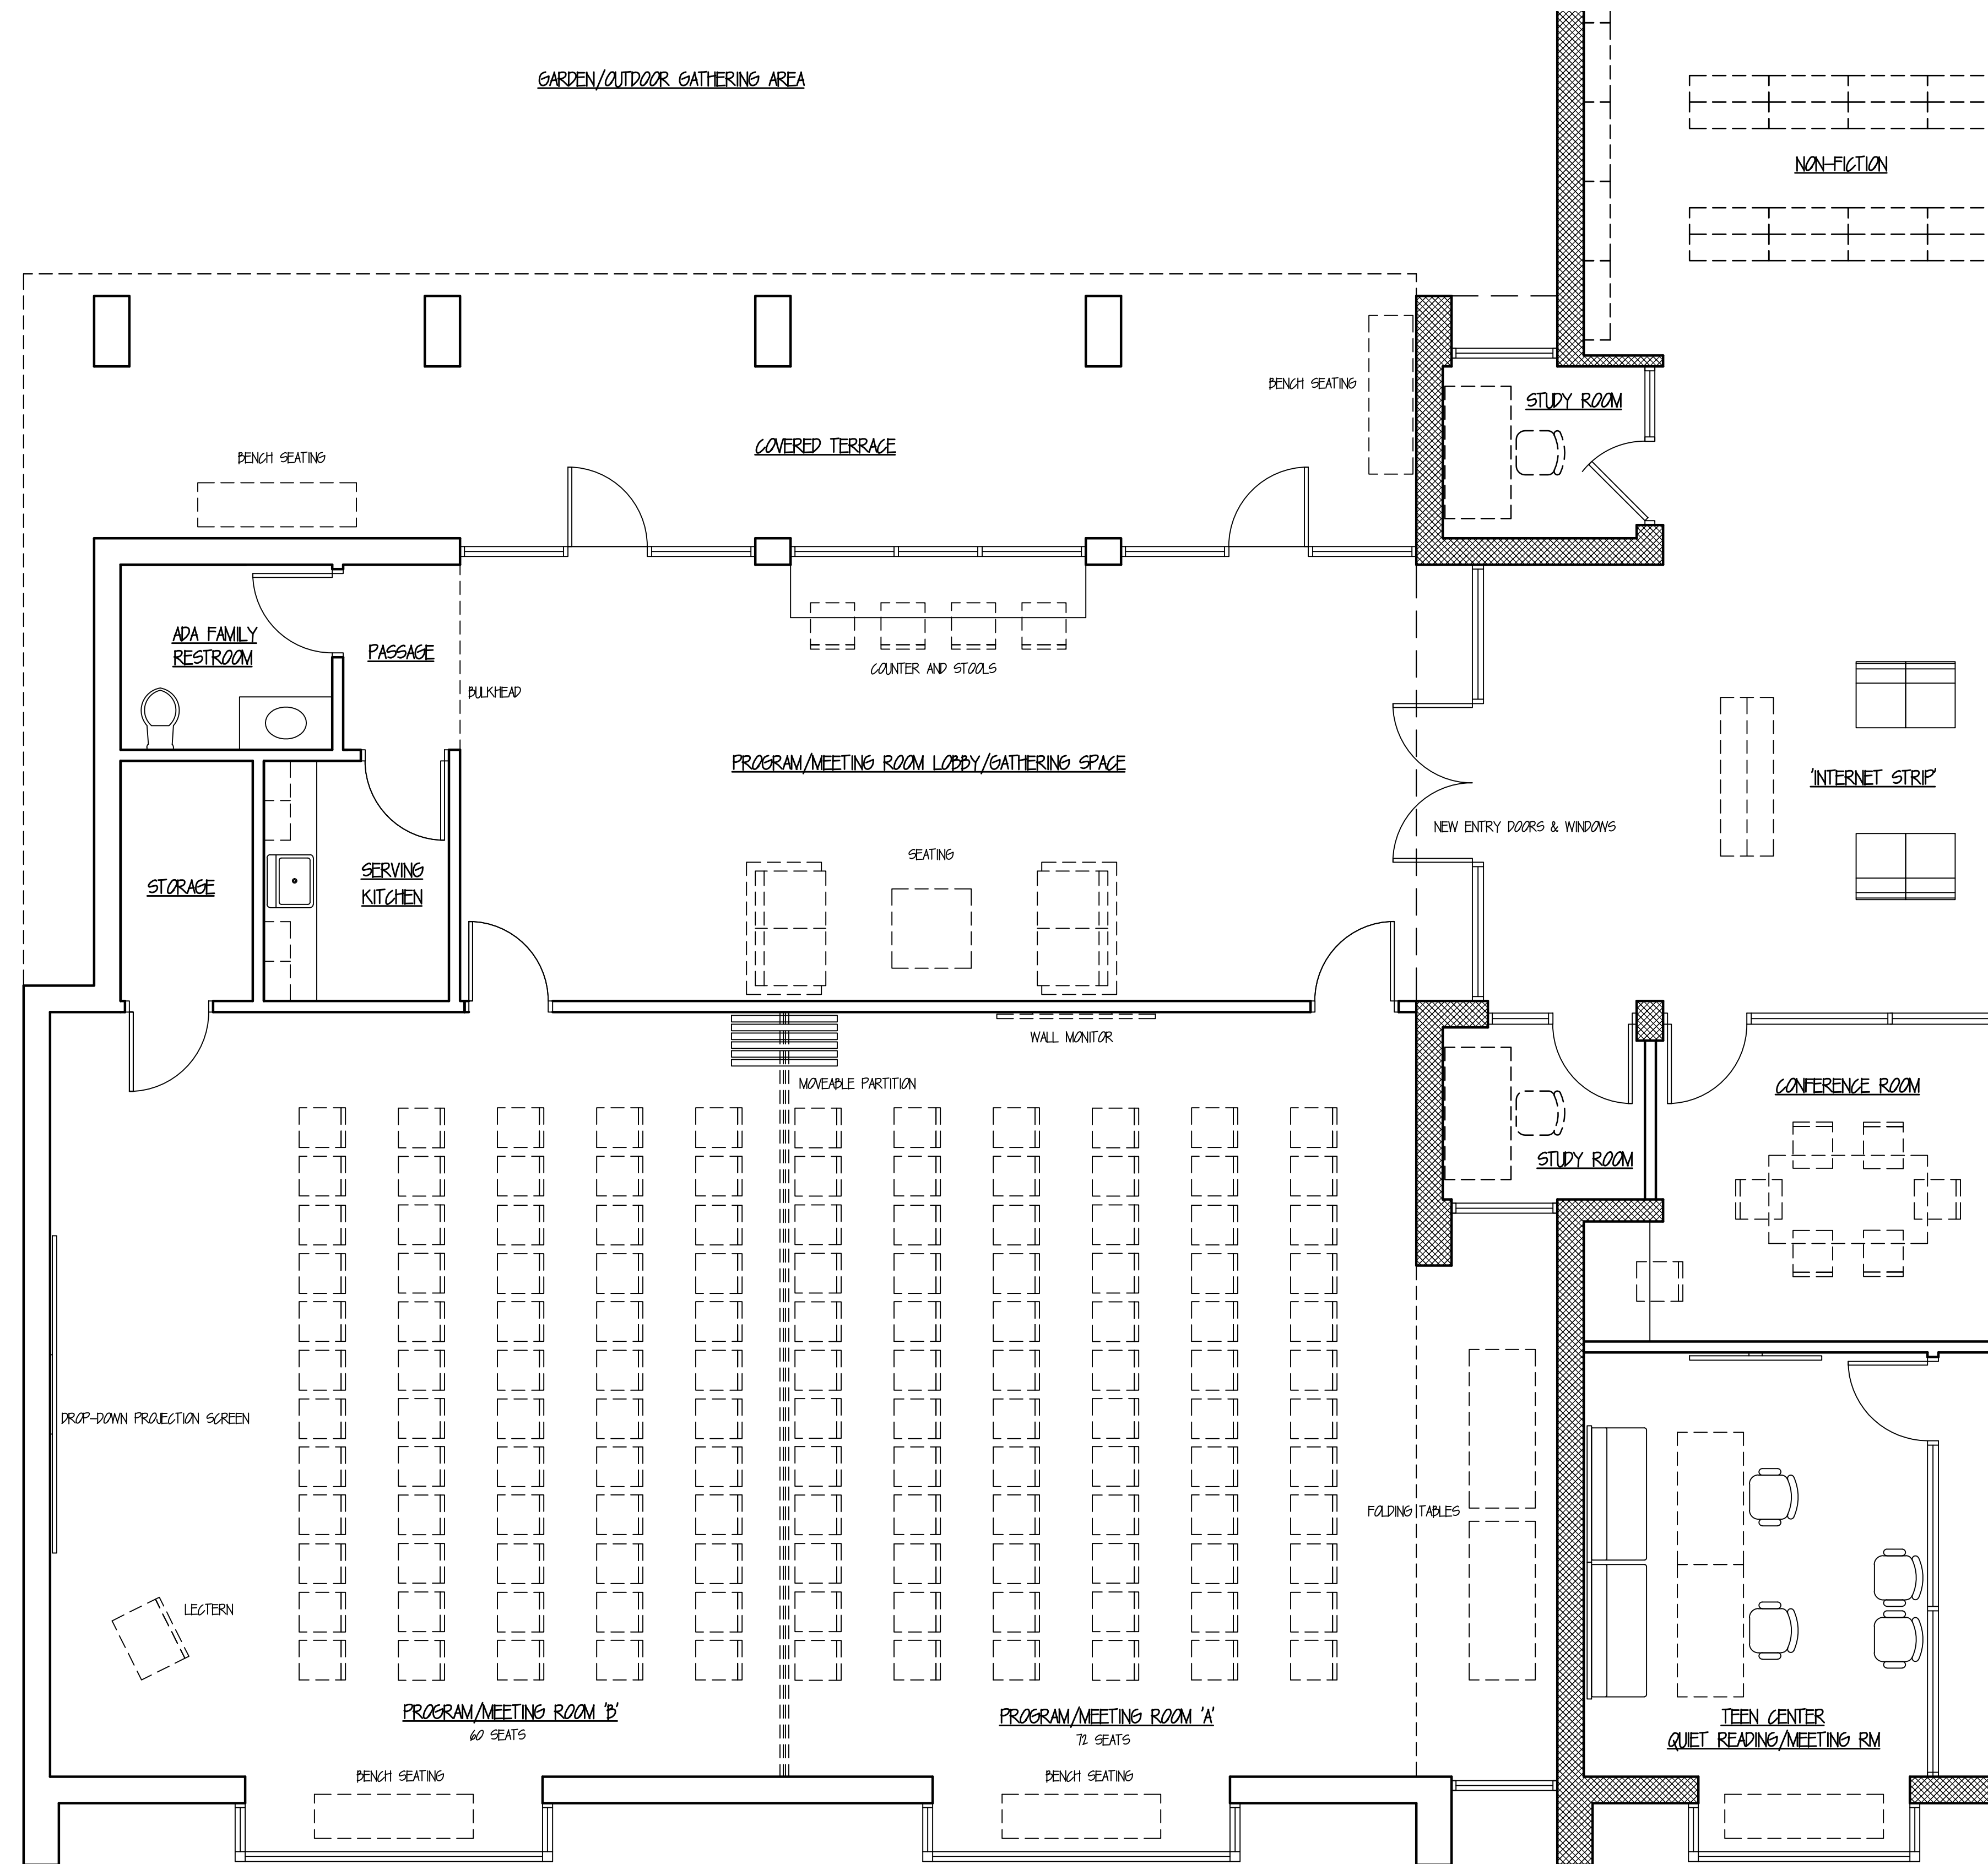 GARDEN/OUTDOOR GATHERING AREA
NON-FICTION
BENCH SEATING
STUDY ROOM
COVERED TERRACE
BENCH SEATING
ADA FAMILY
RESTROOM
PASSAGE
COUNTER AND STOOLS
BULKHEAD
PROGRAM/MEETING ROOM LOBBY/GATHERING SPACE
'INTERNET STRIP'
NEW ENTRY DOORS & WINDOWS
SEATING
SERVING
KITCHEN
STORAGE
WALL MONITOR
MOVEABLE PARTITION
CONFERENCE ROOM
STUDY ROOM
DROP-DOWN PROJECTION SCREEN
FOLDING TABLES
LECTERN
PROGRAM/MEETING ROOM 'B'
60 SEATS
PROGRAM/MEETING ROOM 'A'
72 SEATS
TEEN CENTER
QUIET READING/MEETING RM
BENCH SEATING
BENCH SEATING